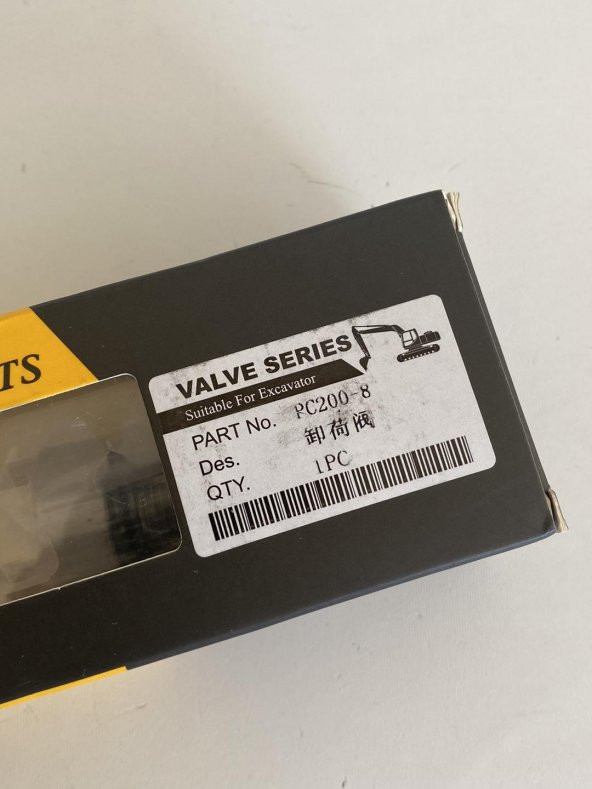 TS
VALVE SERIES
Suitable For Excavator
PART No. PC200-8
Des. 卸荷阀
QTY. 1PC